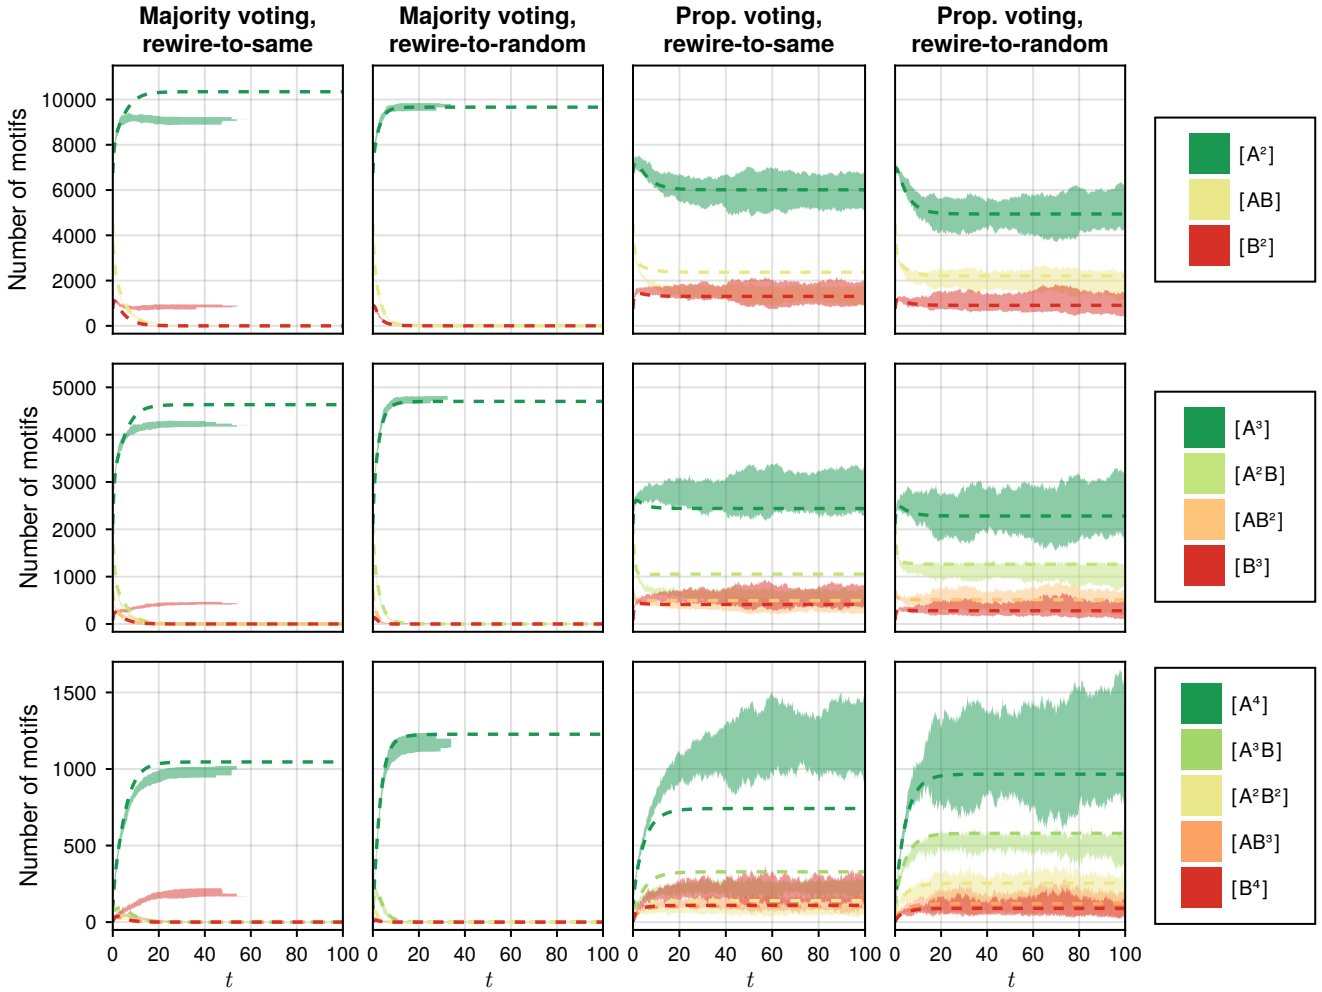 Majority voting,
rewire-to-same
Majority voting,
rewire-to-random
Prop. voting,
rewire-to-same
Prop. voting,
rewire-to-random
Number of motifs
10000
8000
6000
4000
2000
0
[A²]
[AB]
[B²]
Number of motifs
5000
4000
3000
2000
1000
0
[A³]
[A²B]
[AB²]
[B³]
Number of motifs
1500
1000
500
0
[A⁴]
[A³B]
[A²B²]
[AB³]
[B⁴]
0 20 40 60 80 100
0 20 40 60 80 100
0 20 40 60 80 100
0 20 40 60 80 100
t
t
t
t